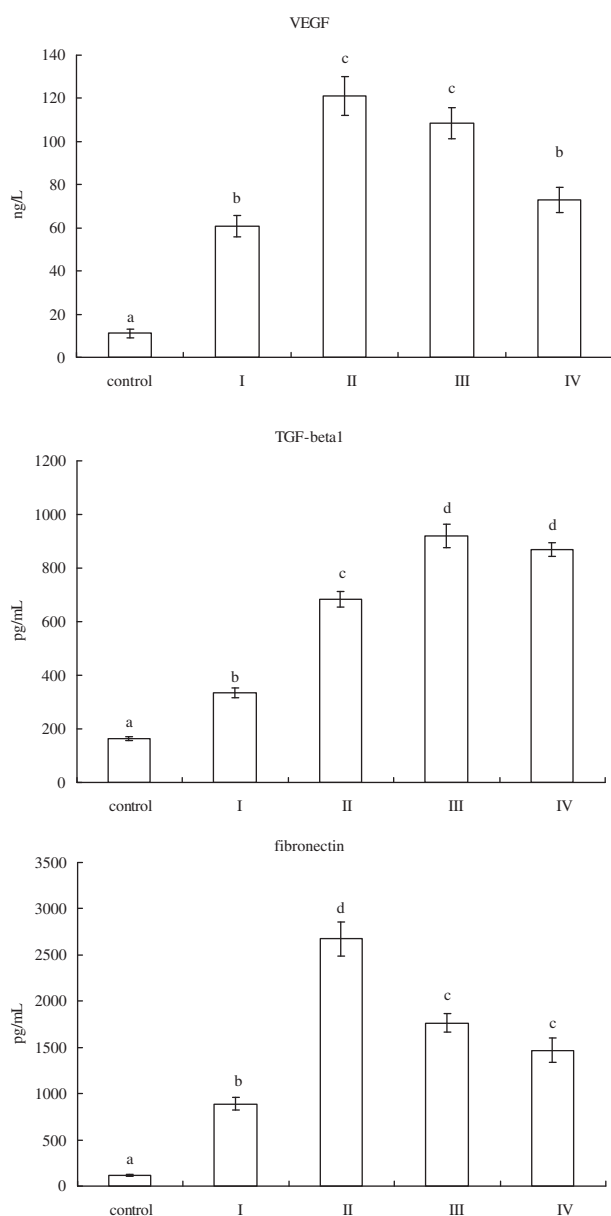 VEGF
140
c
120
c
100
b
80
b
ng/L
60
40
20
a
0
control I II III IV
TGF-beta1
1200
1000
d
d
800
c
pg/mL
600
400
b
200
a
0
control I II III IV
fibronectin
3500
3000
d
2500
2000
c
c
pg/mL
1500
1000
b
500
a
0
control I II III IV